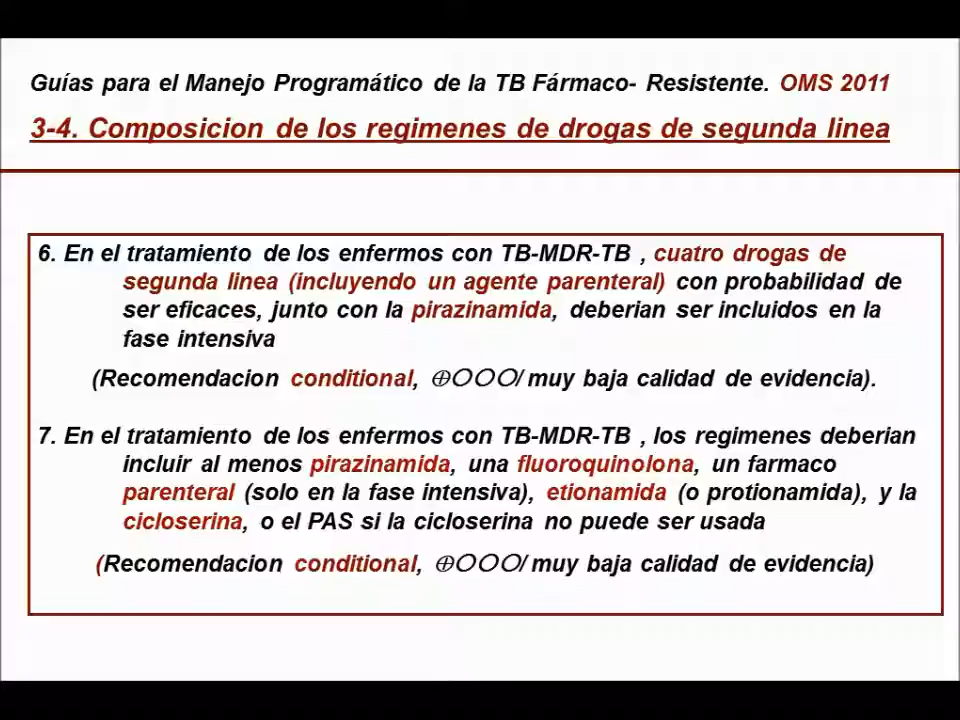 Guías para el Manejo Programático de la TB Fármaco- Resistente. OMS 2011
3-4. Composicion de los regimenes de drogas de segunda linea
6. En el tratamiento de los enfermos con TB-MDR-TB , cuatro drogas de
segunda linea (incluyendo un agente parenteral) con probabilidad de
ser eficaces, junto con la pirazinamida, deberian ser incluidos en la
fase intensiva
(Recomendacion conditional, ⊕〇〇〇/ muy baja calidad de evidencia).
7. En el tratamiento de los enfermos con TB-MDR-TB , los regimenes deberian
incluir al menos pirazinamida, una fluoroquinolona, un farmaco
parenteral (solo en la fase intensiva), etionamida (o protionamida), y la
cicloserina, o el PAS si la cicloserina no puede ser usada
(Recomendacion conditional, ⊕〇〇〇/ muy baja calidad de evidencia)